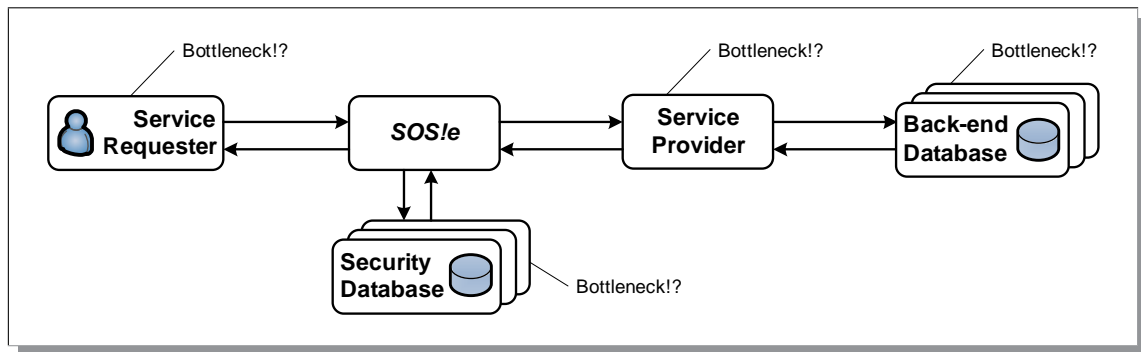 Bottleneck!?
Bottleneck!?
Bottleneck!?
Service
Requester
SOS!e
Service
Provider
Back-end
Database
Security
Database
Bottleneck!?